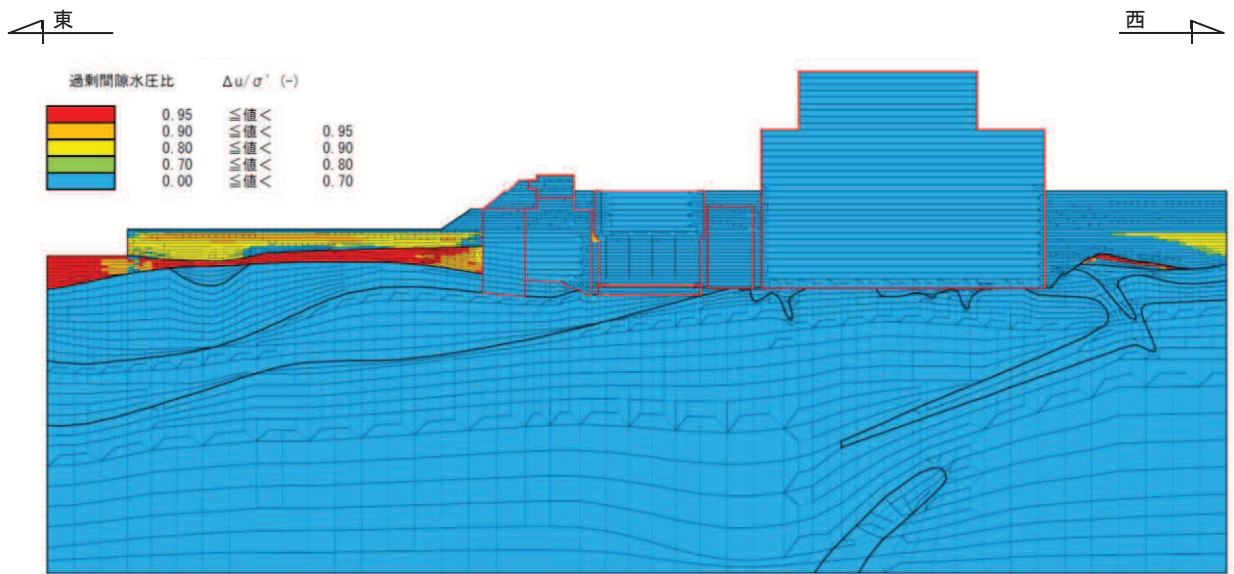 東 西
過剰間隙水圧比 Δu/σ' (-)
0.95 ≦値<
0.90 ≦値< 0.95
0.80 ≦値< 0.90
0.70 ≦値< 0.80
0.00 ≦値< 0.70